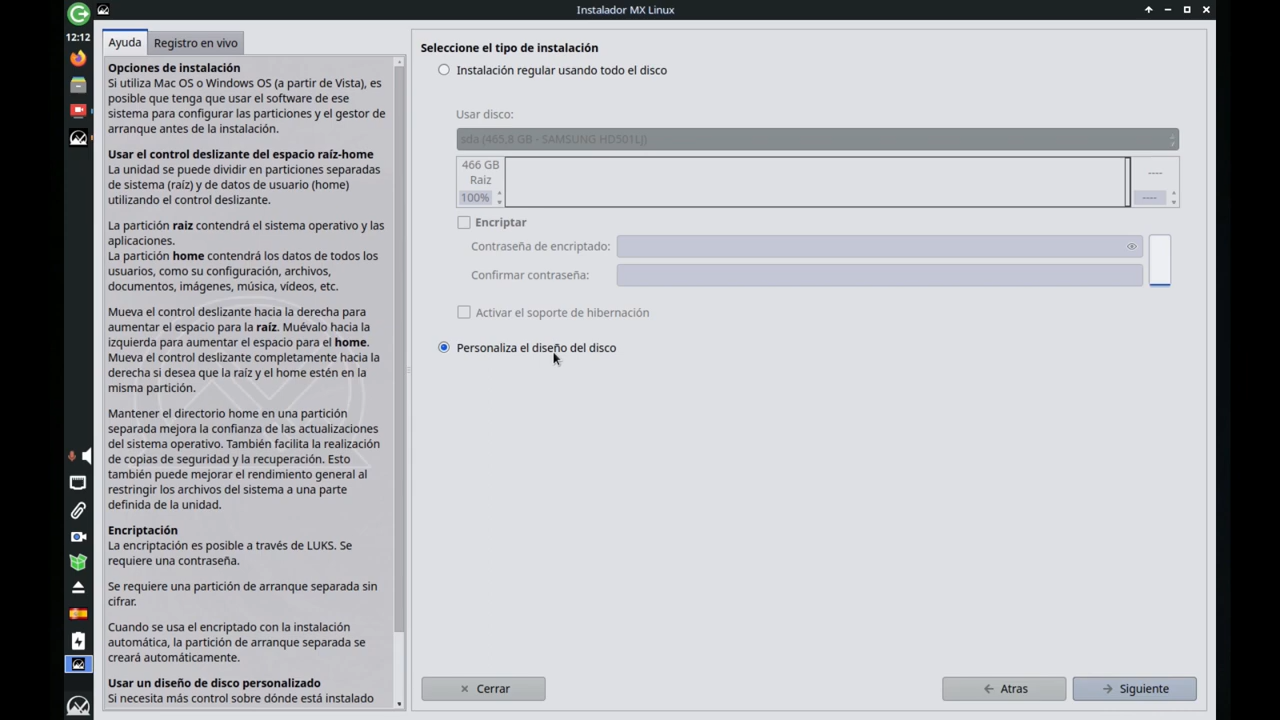 Instalador MX Linux
12:12
Ayuda
Registro en vivo
Opciones de instalación
Si utiliza Mac OS o Windows OS (a partir de Vista), es
posible que tenga que usar el software de ese
sistema para configurar las particiones y el gestor de
arranque antes de la instalación.
Usar el control deslizante del espacio raíz-home
La unidad se puede dividir en particiones separadas
de sistema (raíz) y de datos de usuario (home)
utilizando el control deslizante.
La partición raiz contendrá el sistema operativo y las
aplicaciones.
La partición home contendrá los datos de todos los
usuarios, como su configuración, archivos,
documentos, imágenes, música, vídeos, etc.
Mueva el control deslizante hacia la derecha para
aumentar el espacio para la raíz. Muévalo hacia la
izquierda para aumentar el espacio para el home.
Mueva el control deslizante completamente hacia la
derecha si desea que la raíz y el home estén en la
misma partición.
Mantener el directorio home en una partición
separada mejora la confianza de las actualizaciones
del sistema operativo. También facilita la realización
de copias de seguridad y la recuperación. Esto
también puede mejorar el rendimiento general al
restringir los archivos del sistema a una parte
definida de la unidad.
Encriptación
La encriptación es posible a través de LUKS. Se
requiere una contraseña.
Se requiere una partición de arranque separada sin
cifrar.
Cuando se usa el encriptado con la instalación
automática, la partición de arranque separada se
creará automáticamente.
Usar un diseño de disco personalizado
Si necesita más control sobre dónde está instalado
Seleccione el tipo de instalación
Instalación regular usando todo el disco
Usar disco:
sda (465,8 GB - SAMSUNG HD501LJ)
466 GB
Raiz
100%
----
----
Encriptar
Contraseña de encriptado:
Confirmar contraseña:
Activar el soporte de hibernación
Personaliza el diseño del disco
Cerrar
Atras
Siguiente